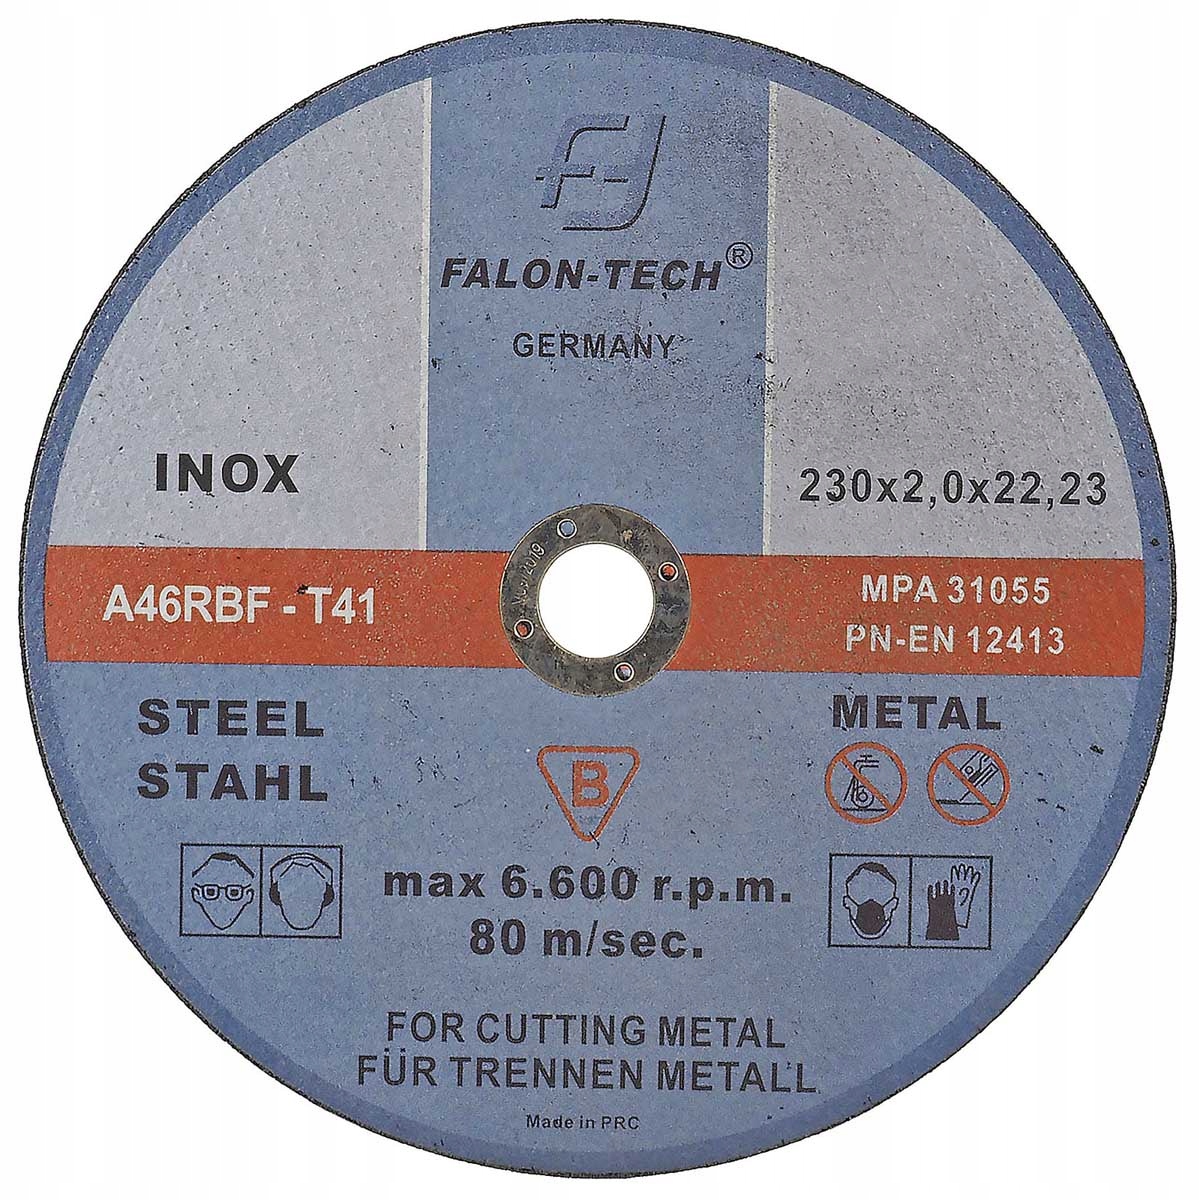 FALON-TECH®
GERMANY
INOX
230x2,0x22,23
A46RBF - T41
MPA 31055
PN-EN 12413
STEEL
STAHL
METAL
B
max 6.600 r.p.m.
80 m/sec.
FOR CUTTING METAL
FÜR TRENNEN METALL
Made in PRC